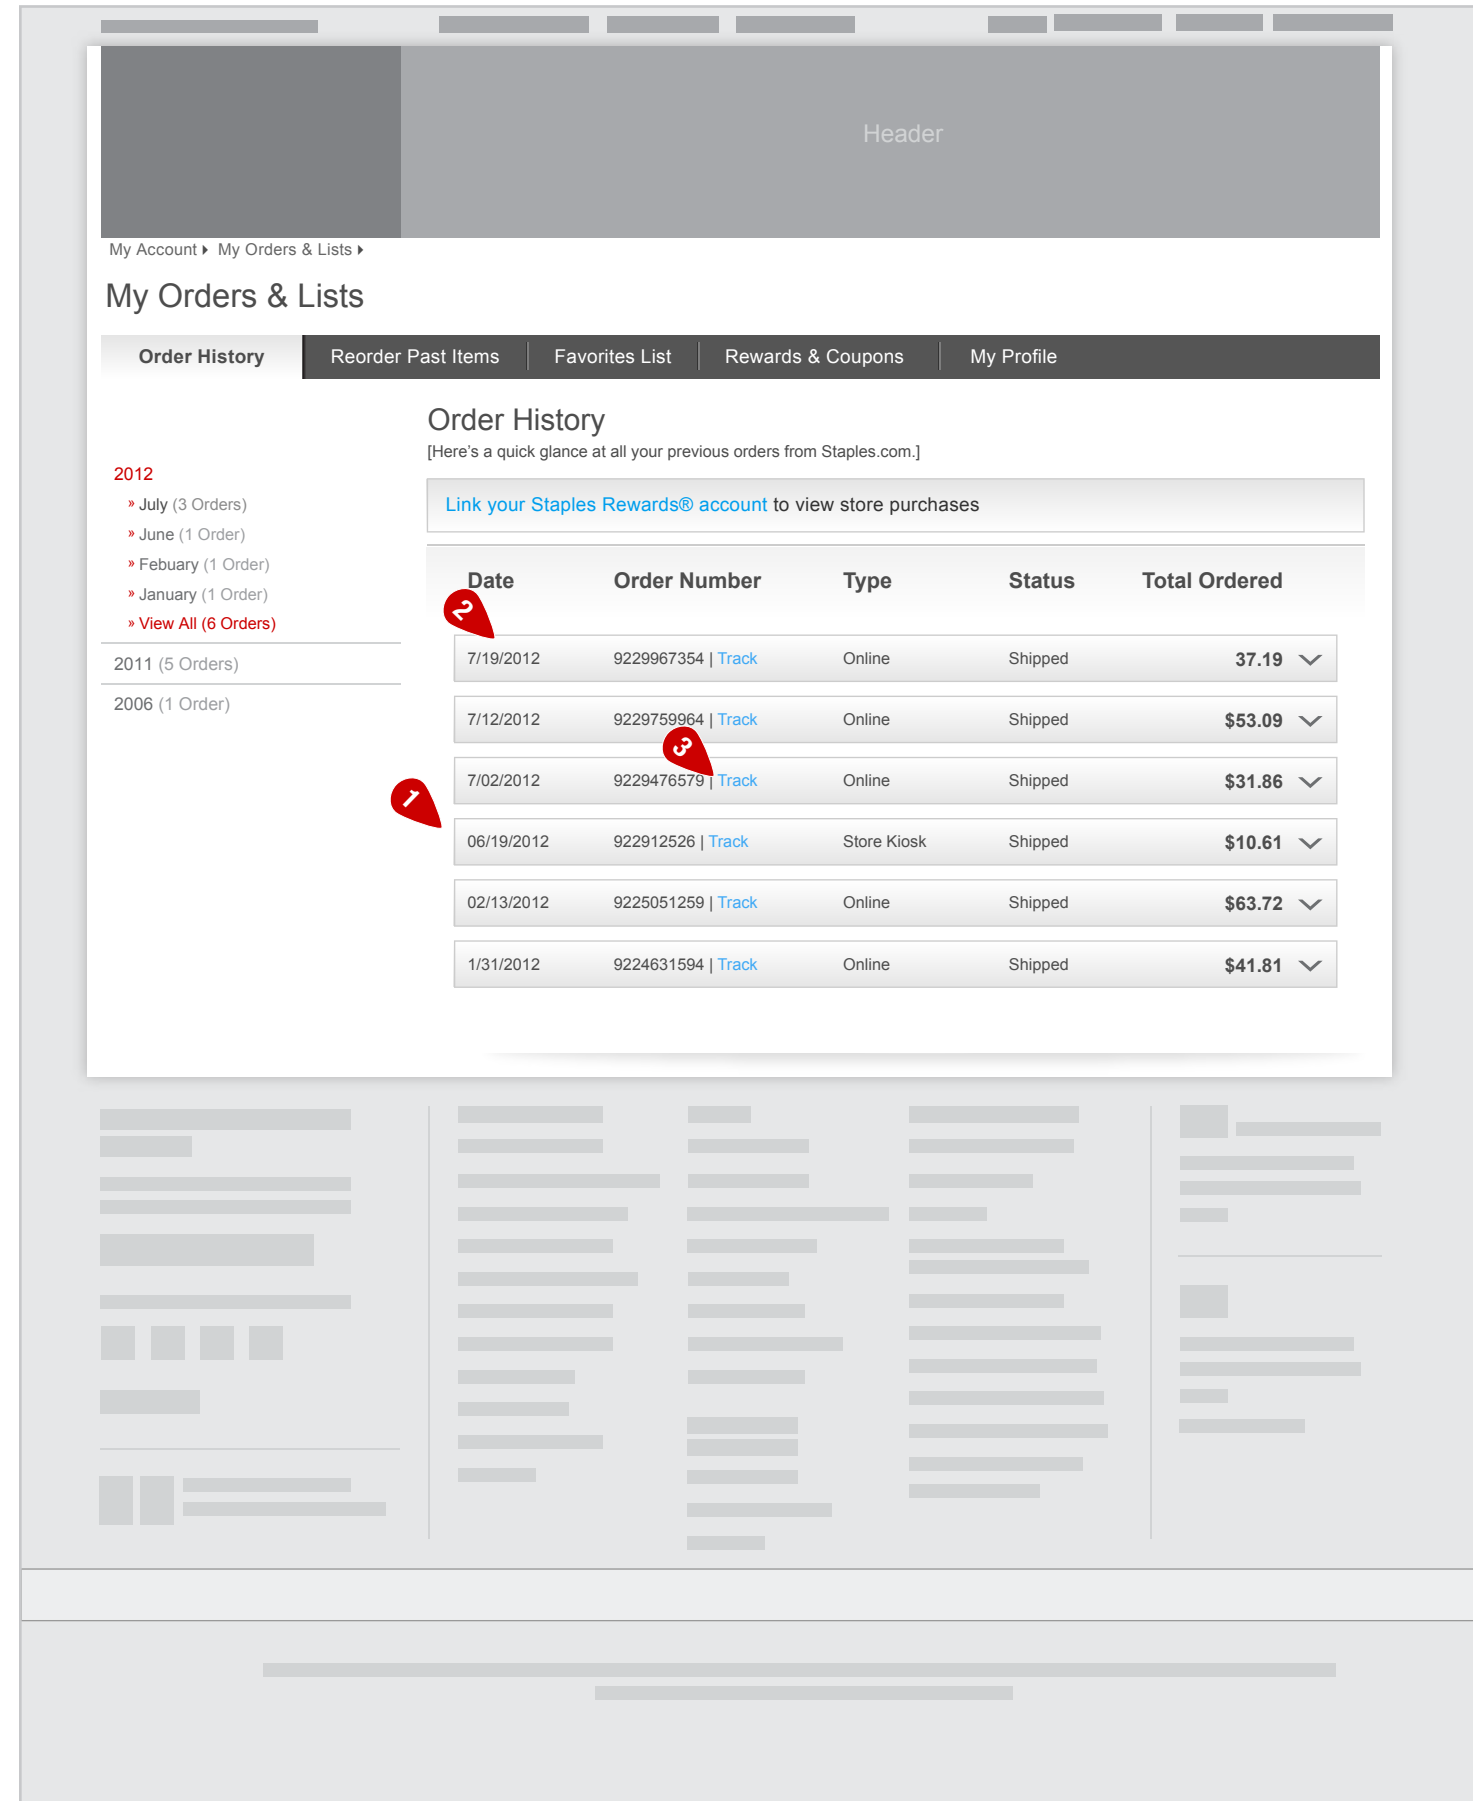 Header
My Account My Orders & Lists
My Orders & Lists
Order History Reorder Past Items Favorites List Rewards & Coupons My Profile
2012
» July (3 Orders)
» June (1 Order)
» Febuary (1 Order)
» January (1 Order)
» View All (6 Orders)
2011 (5 Orders)
2006 (1 Order)
Order History
[Here's a quick glance at all your previous orders from Staples.com.]
Link your Staples Rewards® account to view store purchases
Date Order Number Type Status Total Ordered
2
7/19/2012 9229967354 | Track Online Shipped 37.19
7/12/2012 9229759964 | Track Online Shipped $53.09
3
7/02/2012 9229476579 | Track Online Shipped $31.86
1
06/19/2012 922912526 | Track Store Kiosk Shipped $10.61
02/13/2012 9225051259 | Track Online Shipped $63.72
1/31/2012 9224631594 | Track Online Shipped $41.81